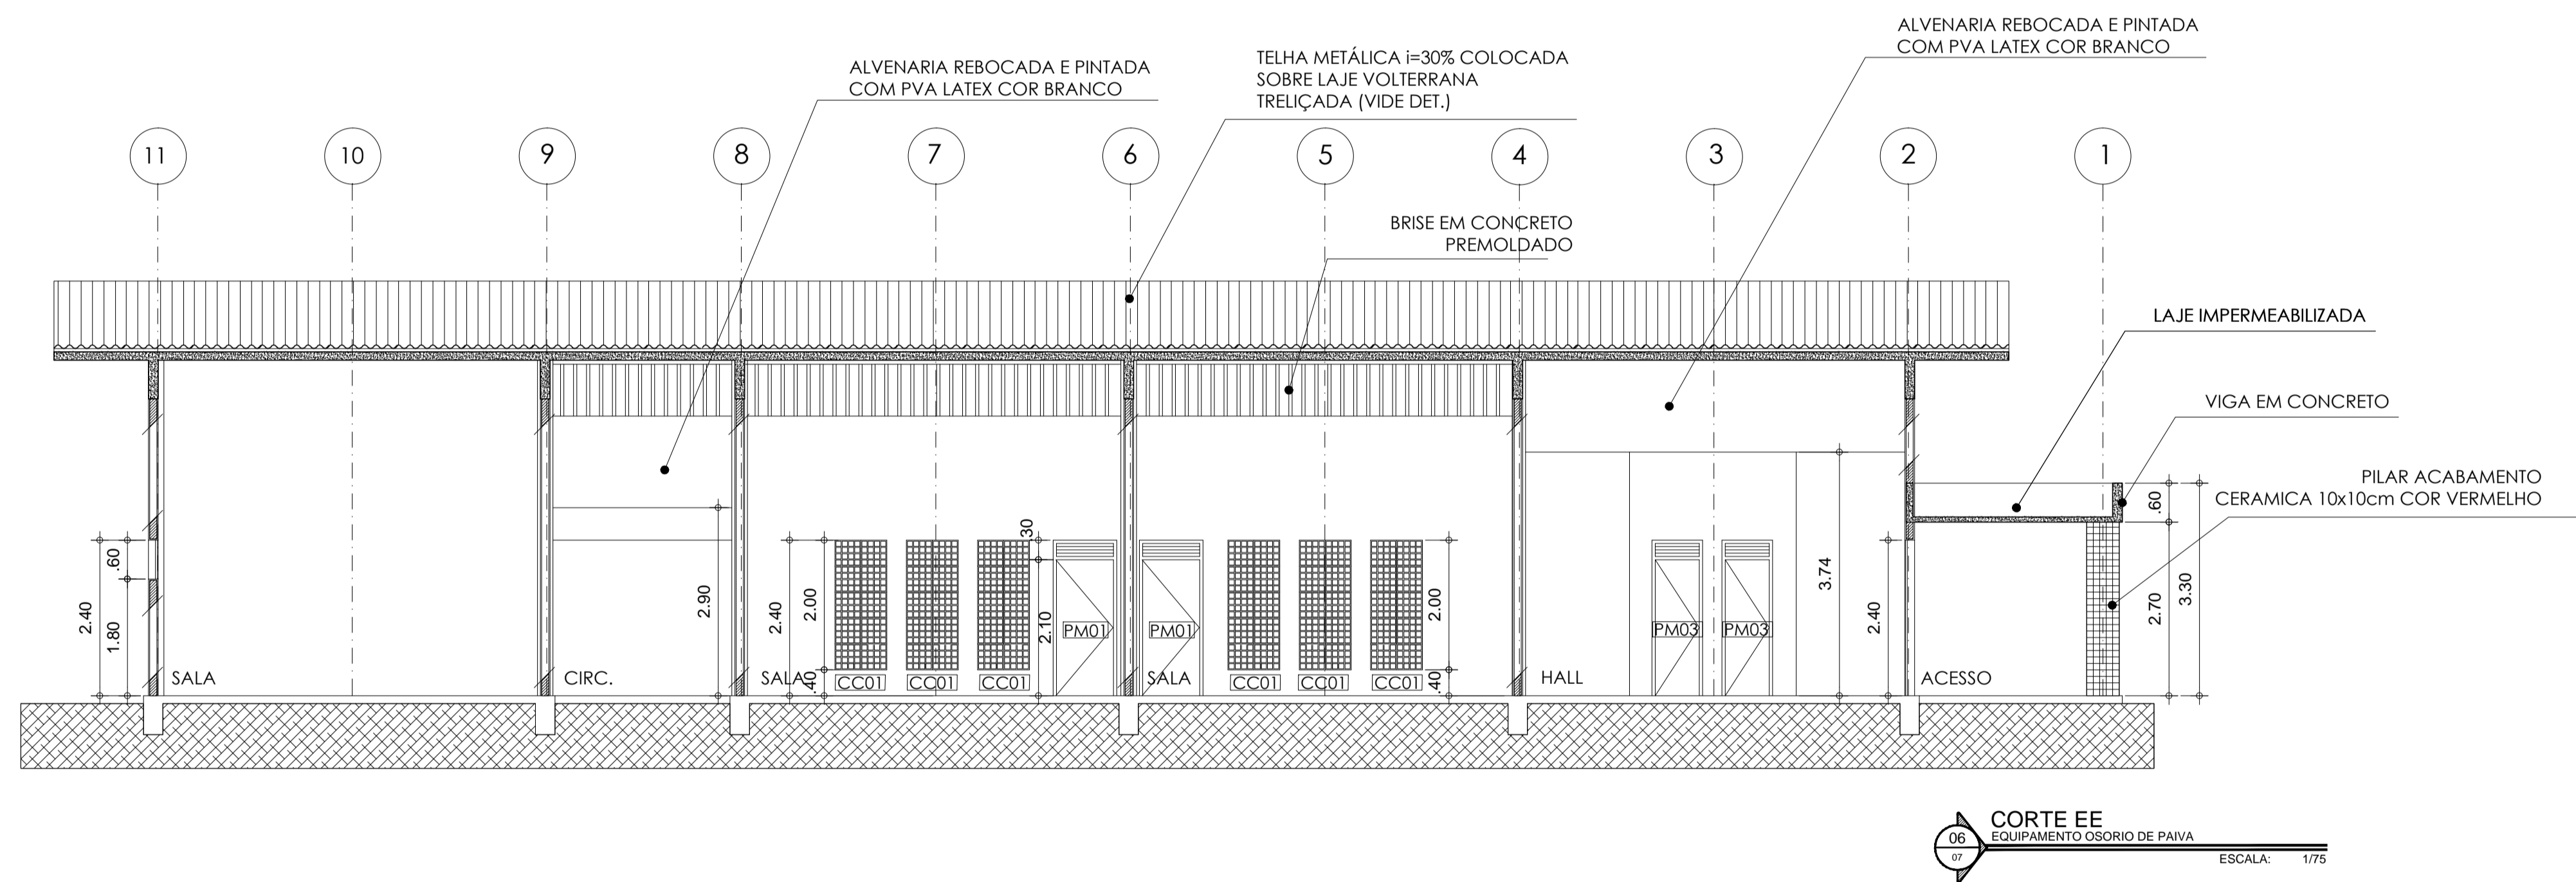 ALVENARIA REBOCADA E PINTADA
COM PVA LATEX COR BRANCO
TELHA METÁLICA i=30% COLOCADA
SOBRE LAJE VOLTERRANA
TRELIÇADA (VIDE DET.)
ALVENARIA REBOCADA E PINTADA
COM PVA LATEX COR BRANCO
11
10
9
8
7
6
5
4
3
2
1
BRISE EM CONCRETO
PREMOLDADO
LAJE IMPERMEABILIZADA
VIGA EM CONCRETO
PILAR ACABAMENTO
CERAMICA 10x10cm COR VERMELHO
2.40
.60
1.80
SALA
CIRC.
2.90
2.40
2.00
.40
SALA
CC01
CC01
CC01
.30
2.10
PM01
PM01
SALA
CC01
CC01
CC01
2.00
.40
HALL
PM03
PM03
3.74
2.40
ACESSO
.60
2.70
3.30
06
07
CORTE EE
EQUIPAMENTO OSORIO DE PAIVA
ESCALA: 1/75